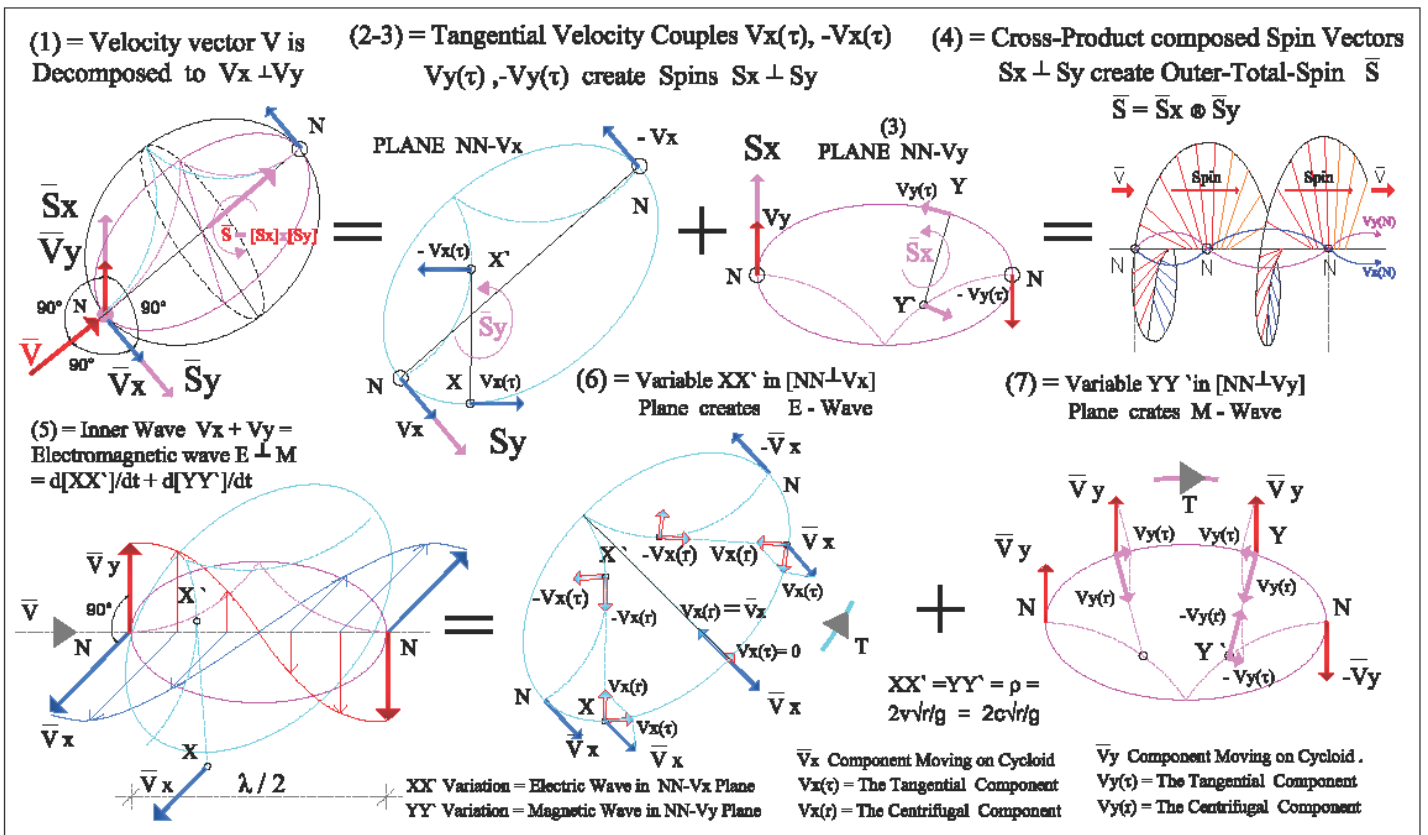 (1) = Velocity vector V is
Decomposed to Vx ⊥Vy
(2-3) = Tangential Velocity Couples Vx(τ), -Vx(τ)
Vy(τ) ,-Vy(τ) create Spins Sx ⊥ Sy
(4) = Cross-Product composed Spin Vectors
Sx ⊥ Sy create Outer-Total-Spin S̅
S̅ = S̅x ⊗ S̅y
N
S̅x
V̅y
S̅ = [Sx]x[Sy]
90°
N
90°
V̅
90°
V̅x
S̅y
=
PLANE NN-Vx
- Vx
N
- Vx(τ)
X`
S̅y
N
X
Vx(τ)
Vx
Sy
+
(3)
PLANE NN-Vy
Sx
Vy
Vy(τ)
Y
S̅x
N
N
Y`
- Vy(τ)
=
V̅
Spin
Spin
V̅
Vy(N)
N
N
N
Vx(N)
(5) = Inner Wave Vx + Vy =
Electromagnetic wave E ⊥ M
= d[XX`]/dt + d[YY`]/dt
(6) = Variable XX` in [NN⊥Vx]
Plane creates E - Wave
(7) = Variable YY `in [NN⊥Vy]
Plane crates M - Wave
V̅y
90°
X`
V̅
N
N
V̅x
X
V̅x
λ / 2
=
-V̅x
N
X`
-Vx(r)
Vx(r)
V̅x
-Vx(τ)
-Vx(r)
Vx(r) = V̅x
Vx(τ)
Vx(τ)= 0
T
N
Vx(r)
X
Vx(τ)
V̅x
V̅x
V̅x
+
XX` =YY` = ρ =
2v√r/g = 2c√r/g
V̅y
T
V̅y
V̅y
Vy(τ)
Vy(τ)
Y
N
Vy(r)
Vy(r)
N
-Vy(r)
Y`
- Vy(τ)
-V̅y
XX` Variation = Electric Wave in NN-Vx Plane
YY` Variation = Magnetic Wave in NN-Vy Plane
V̅x Component Moving on Cycloid
Vx(τ) = The Tangential Component
Vx(r) = The Centrifugal Component
V̅y Component Moving on Cycloid .
Vy(τ) = The Tangential Component
Vy(r) = The Centrifugal Component